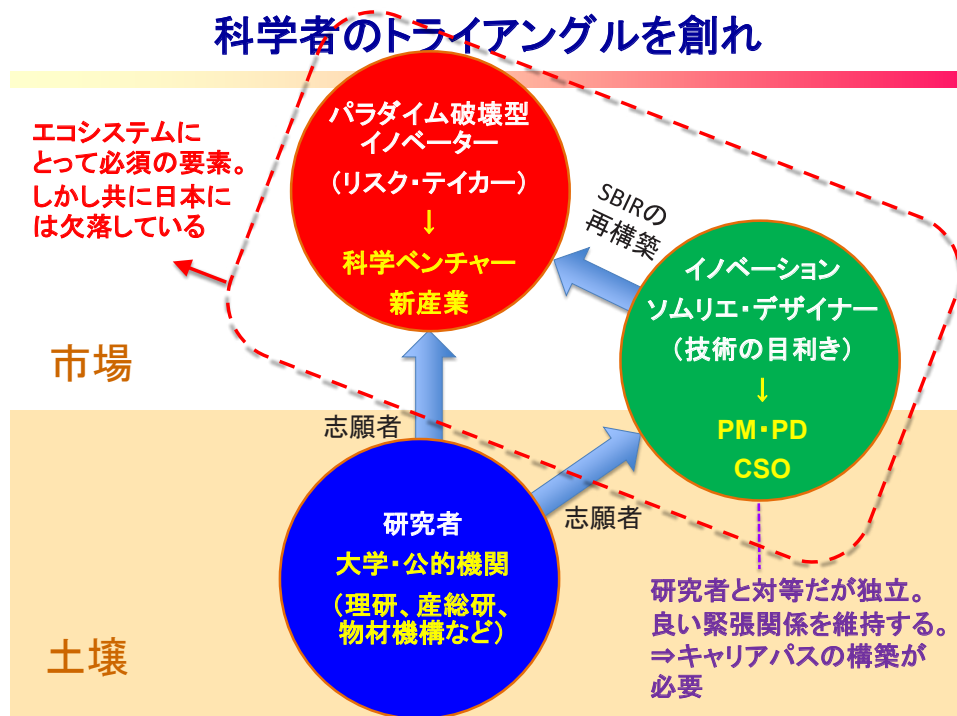 科学者のトライアングルを創れ
エコシステムに
とって必須の要素。
しかし共に日本に
は欠落している
パラダイム破壊型
イノベーター
（リスク・テイカー）
↓
科学ベンチャー
新産業
SBIRの
再構築
イノベーション
ソムリエ・デザイナー
（技術の目利き）
↓
PM・PD
CSO
市場
志願者
志願者
研究者
大学・公的機関
（理研、産総研、
物材機構など）
研究者と対等だが独立。
良い緊張関係を維持する。
⇒キャリアパスの構築が
必要
土壌